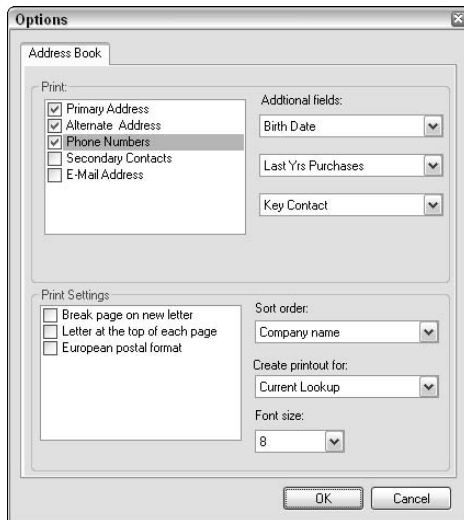 Options
Address Book
Print:
Primary Address
Alternate Address
Phone Numbers
Secondary Contacts
E-Mail Address
Addtional fields:
Birth Date
Last Yrs Purchases
Key Contact
Print Settings
Break page on new letter
Letter at the top of each page
European postal format
Sort order:
Company name
Create printout for:
Current Lookup
Font size:
8
OK
Cancel